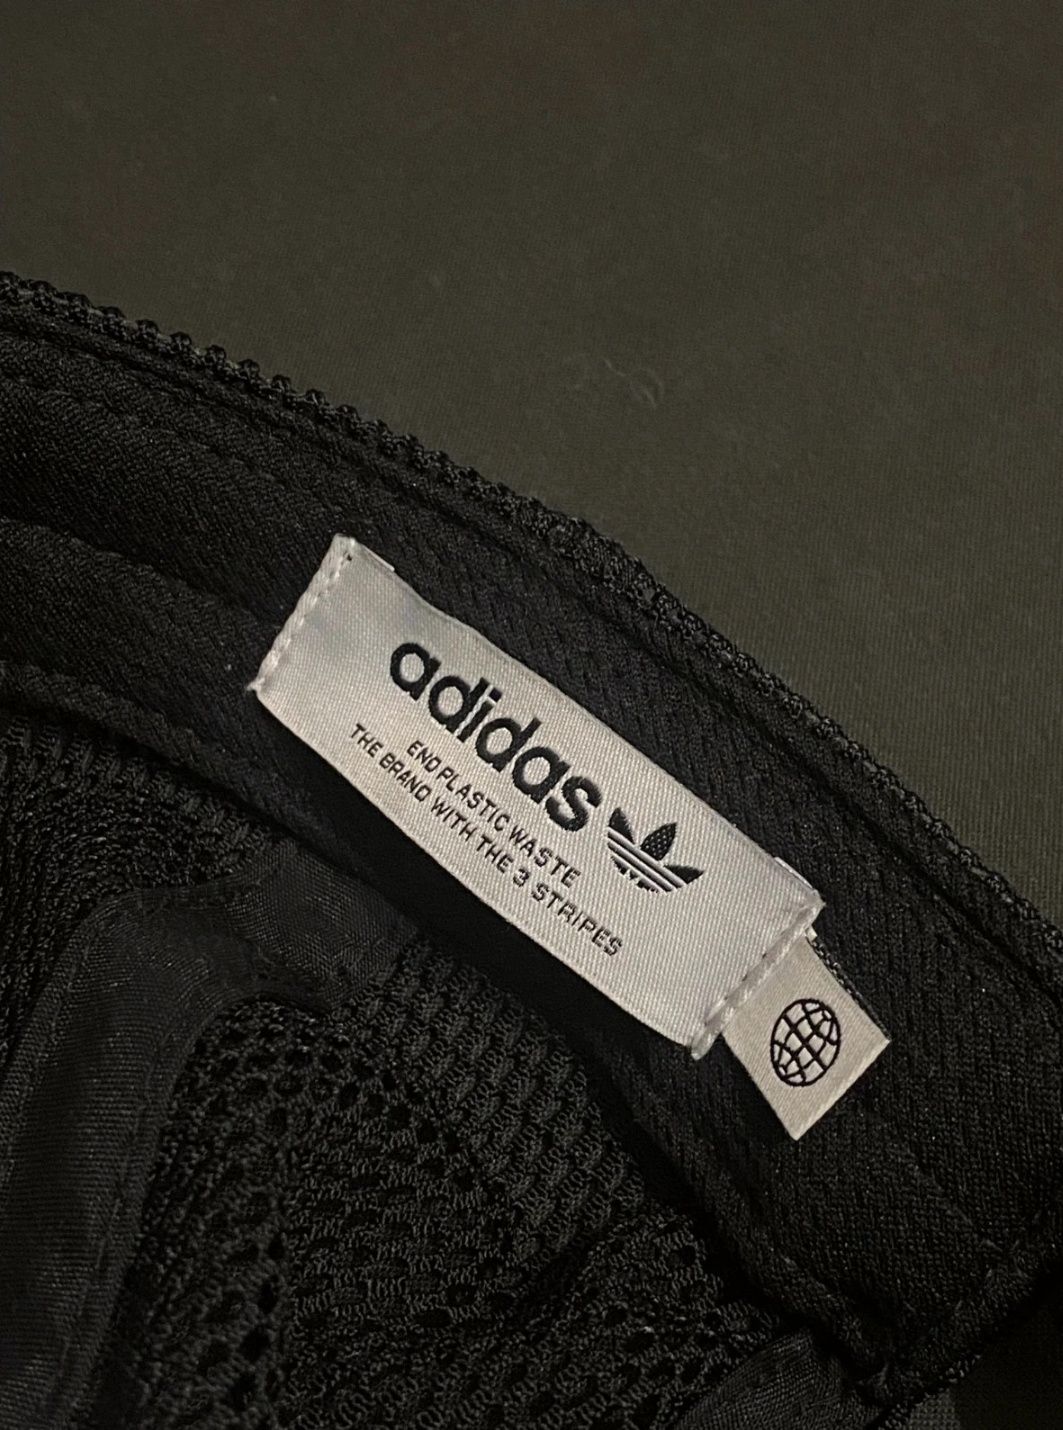 adidas
END PLASTIC WASTE
THE BRAND WITH THE 3 STRIPES